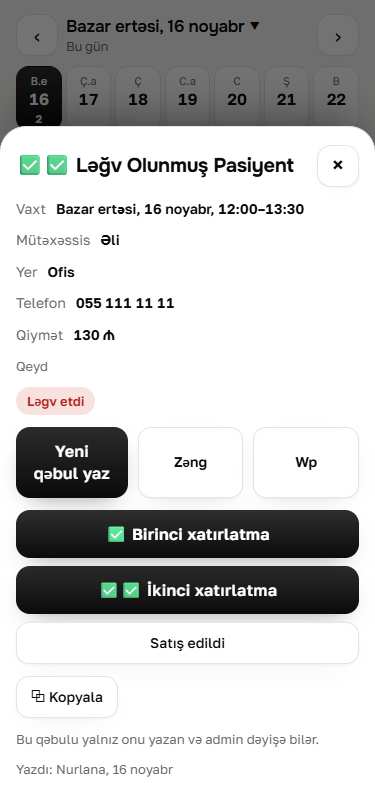 ‹
Bazar ertəsi, 16 noyabr ▾
Bu gün
›
B.e Ç.a Ç C.a C Ş B
16 17 18 19 20 21 22
2
✅ ✅ Ləğv Olunmuş Pasiyent ×
Vaxt Bazar ertəsi, 16 noyabr, 12:00–13:30
Mütəxəssis Əli
Yer Ofis
Telefon 055 111 11 11
Qiymət 130 ₼
Qeyd
Ləğv etdi
Yeni
qəbul yaz
Zəng
Wp
✅ Birinci xatırlatma
✅ ✅ İkinci xatırlatma
Satış edildi
Kopyala
Bu qəbulu yalnız onu yazan və admin dəyişə bilər.
Yazdı: Nurlana, 16 noyabr